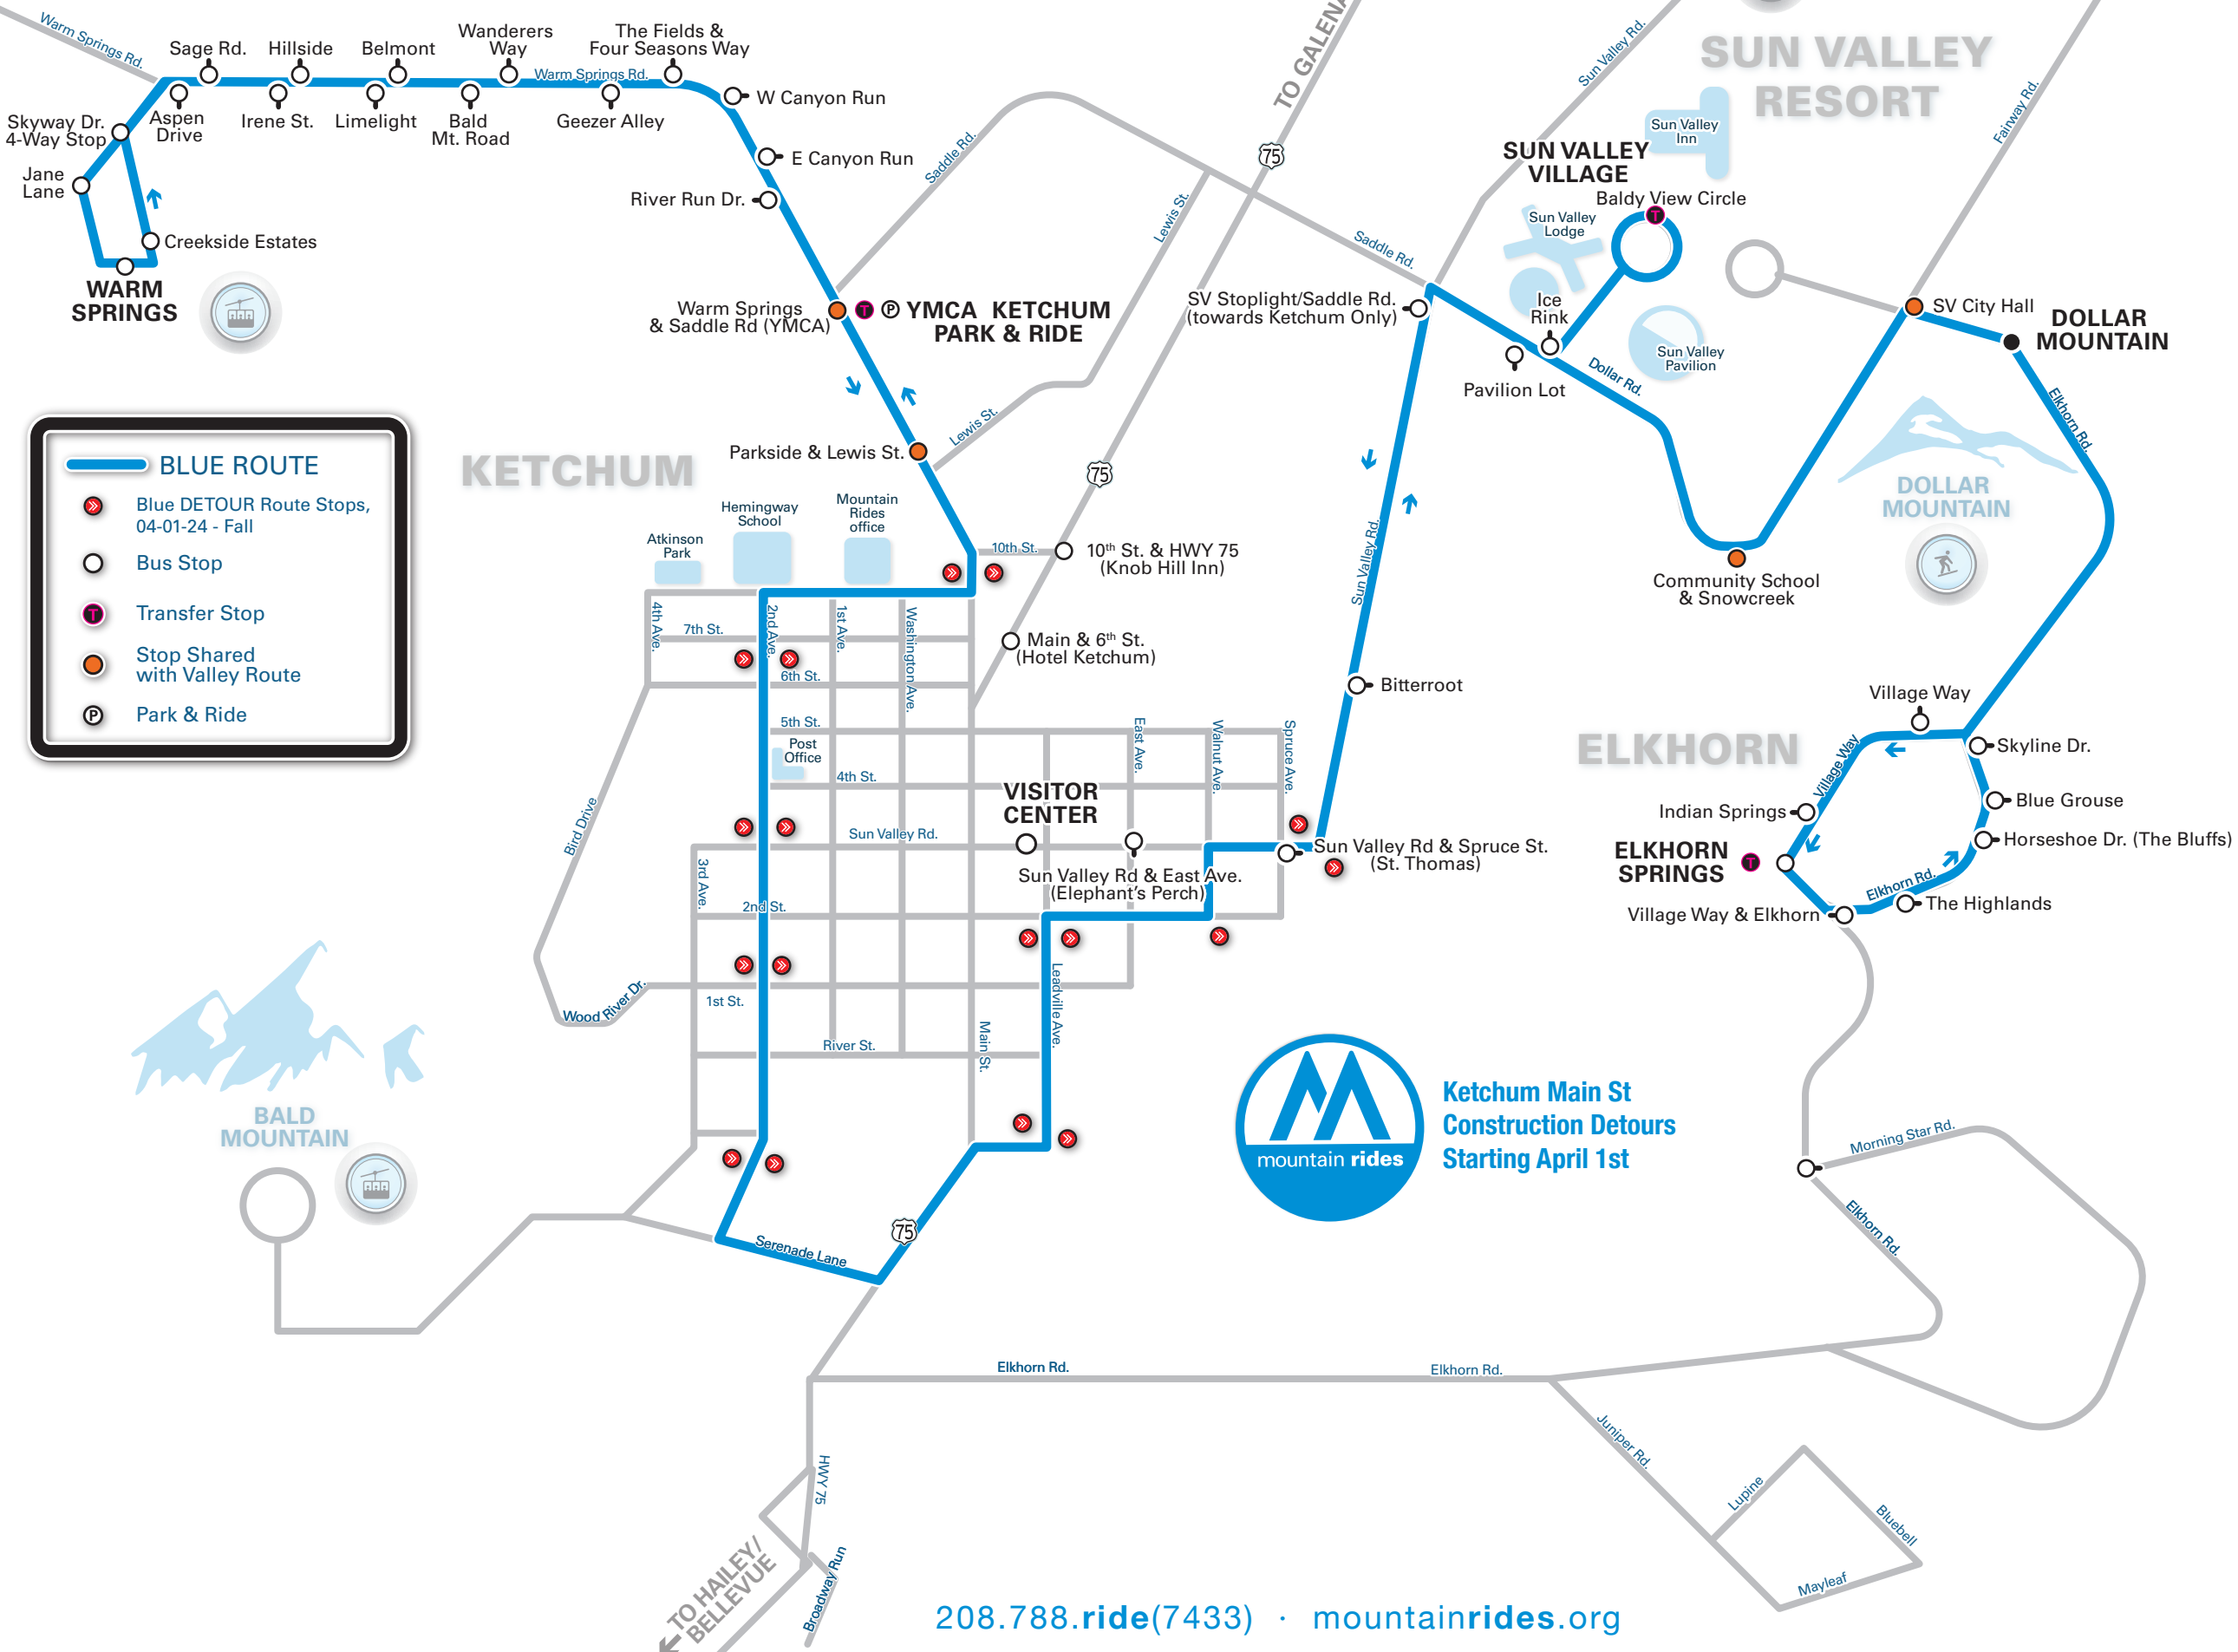 Warm Springs Rd.
Sage Rd.
Hillside
Belmont
Wanderers
Way
The Fields &
Four Seasons Way
Warm Springs Rd.
W Canyon Run
Skyway Dr.
4-Way Stop
Aspen
Drive
Irene St.
Limelight
Bald
Mt. Road
Geezer Alley
E Canyon Run
Jane
Lane
River Run Dr.
Creekside Estates
WARM
SPRINGS
Saddle Rd.
Lewis St.
TO GALENA
75
Saddle Rd.
Sun Valley Rd.
SUN VALLEY
RESORT
Fairway Rd.
Sun Valley
Inn
SUN VALLEY
VILLAGE
Baldy View Circle
T
Sun Valley
Lodge
Ice
Rink
Sun Valley
Pavilion
SV Stoplight/Saddle Rd.
(towards Ketchum Only)
Pavilion Lot
Dollar Rd.
SV City Hall
DOLLAR
MOUNTAIN
Elkhorn Rd.
Warm Springs
& Saddle Rd (YMCA)
T
P
YMCA KETCHUM
PARK & RIDE
Lewis St.
Parkside & Lewis St.
75
KETCHUM
BLUE ROUTE
Blue DETOUR Route Stops,
04-01-24 - Fall
Bus Stop
T
Transfer Stop
Stop Shared
with Valley Route
P
Park & Ride
DOLLAR
MOUNTAIN
Community School
& Snowcreek
Hemingway
School
Mountain
Rides
office
Atkinson
Park
10th St.
10th St. & HWY 75
(Knob Hill Inn)
Sun Valley Rd.
4th Ave.
2nd Ave.
1st Ave.
Washington Ave.
7th St.
6th St.
Main & 6th St.
(Hotel Ketchum)
Bitterroot
5th St.
Post
Office
4th St.
East Ave.
Walnut Ave.
Spruce Ave.
VISITOR
CENTER
Bird Drive
Sun Valley Rd.
Sun Valley Rd & Spruce St.
(St. Thomas)
Sun Valley Rd & East Ave.
(Elephant's Perch)
3rd Ave.
2nd St.
ELKHORN
Village Way
Skyline Dr.
Village Way
Blue Grouse
Indian Springs
Horseshoe Dr. (The Bluffs)
ELKHORN
SPRINGS
T
Elkhorn Rd.
The Highlands
Village Way & Elkhorn
Wood River Dr.
1st St.
Leadville Ave.
River St.
Main St.
BALD
MOUNTAIN
mountain rides
Ketchum Main St
Construction Detours
Starting April 1st
Morning Star Rd.
Elkhorn Rd.
Serenade Lane
75
Elkhorn Rd.
Elkhorn Rd.
Juniper Rd.
Lupine
Bluebell
Mayleaf
HWY 75
Broadway Run
TO HAILEY/
BELLEVUE
208.788.ride(7433) · mountainrides.org